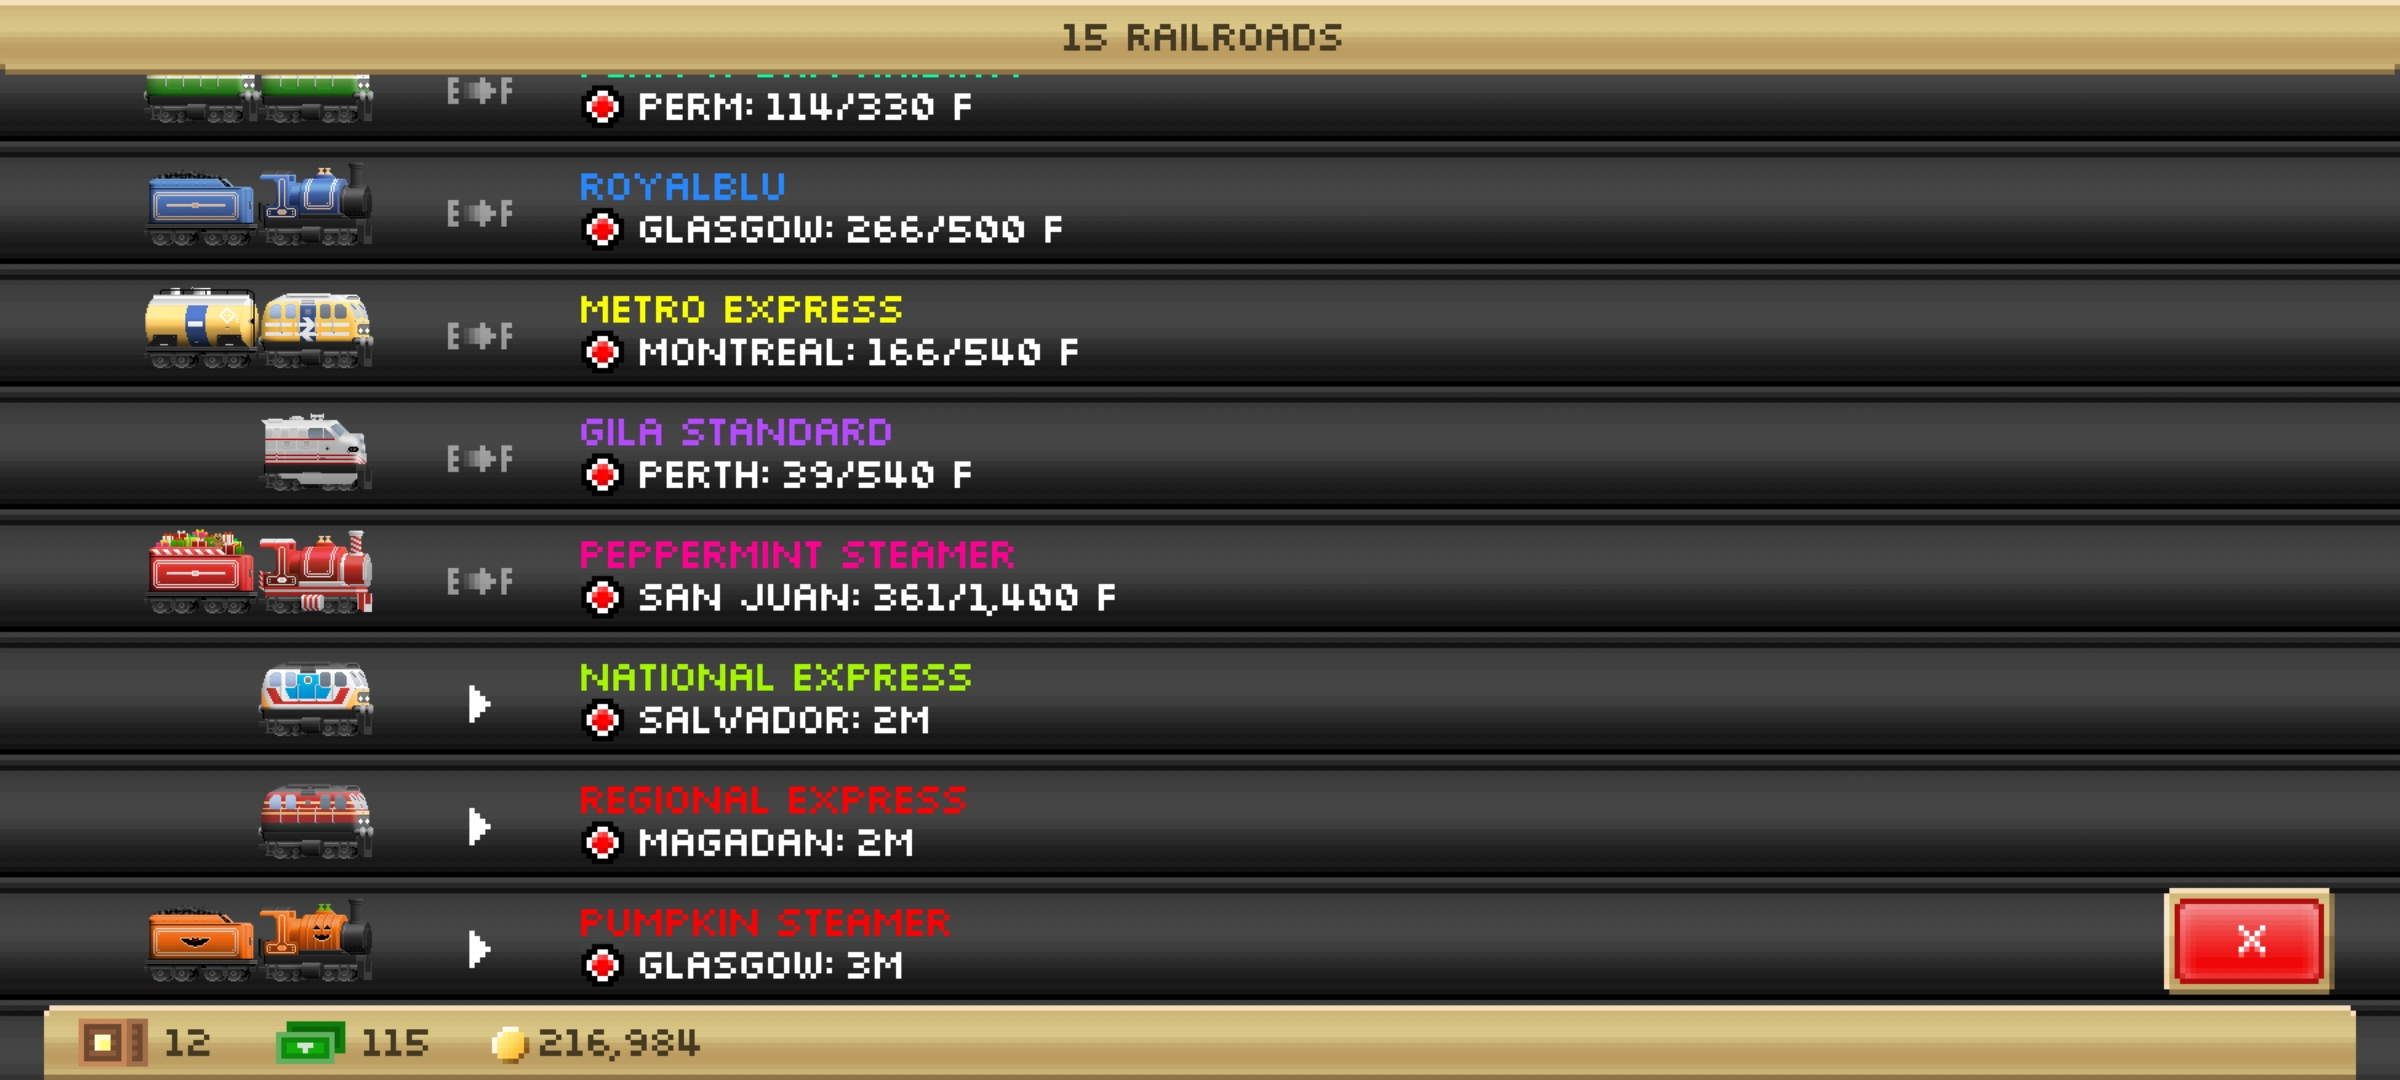 15 RAILROADS
E F
PERM: 114/330 F
ROYALBLU
E F
GLASGOW: 266/500 F
METRO EXPRESS
E F
MONTREAL: 166/540 F
GILA STANDARD
E F
PERTH: 39/540 F
PEPPERMINT STEAMER
E F
SAN JUAN: 361/1,400 F
NATIONAL EXPRESS
SALVADOR: 2M
REGIONAL EXPRESS
MAGADAN: 2M
PUMPKIN STEAMER
GLASGOW: 3M
X
12 115 216,984